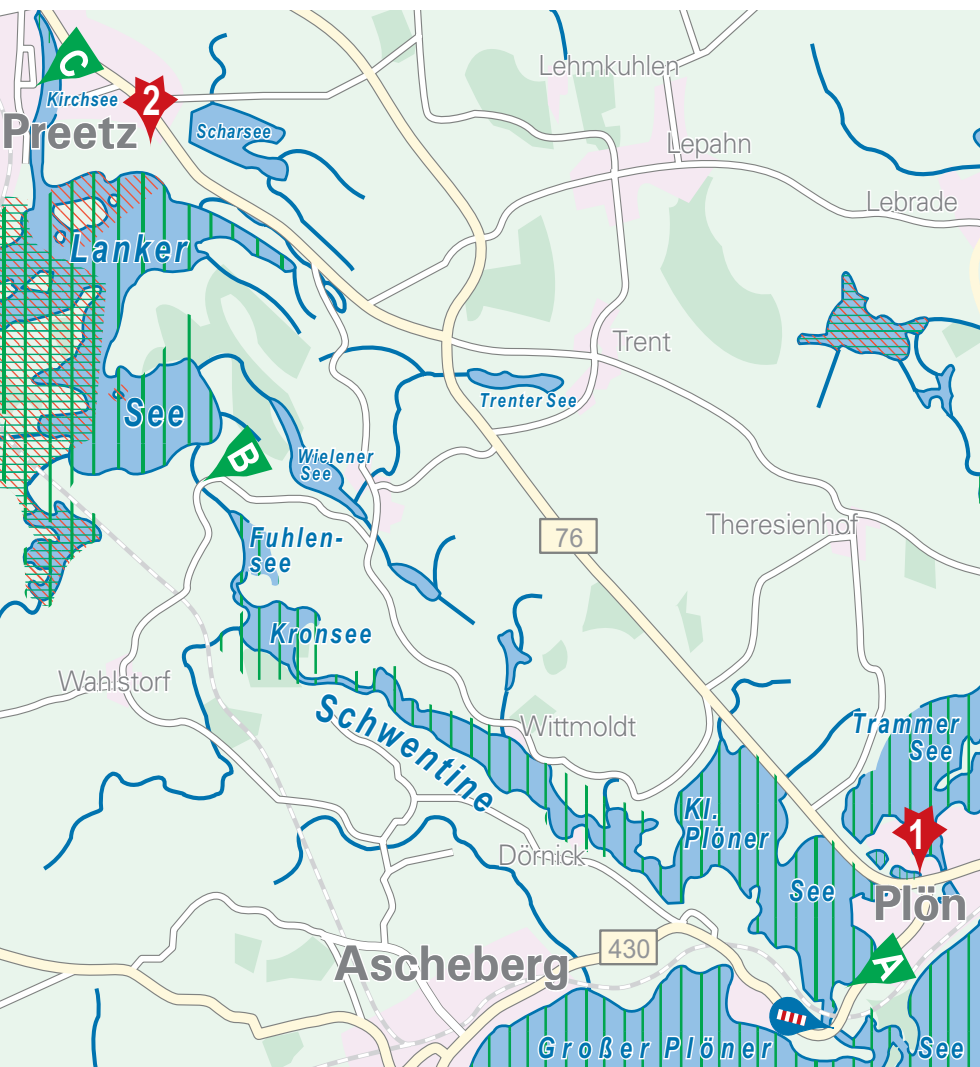 C
Lehmkuhlen
Kirchsee
2
Preetz
Scharsee
Lepahn
Lebrade
Lanker
Trent
Trenter See
See
B
Wielener
See
76
Theresienhof
Fuhlen-
see
Kronsee
Wahlstorf
Schwentine
Wittmoldt
Trammer
See
Kl.
Plöner
1
Dörnick
See
Plön
Ascheberg
430
A
Großer Plöner
See